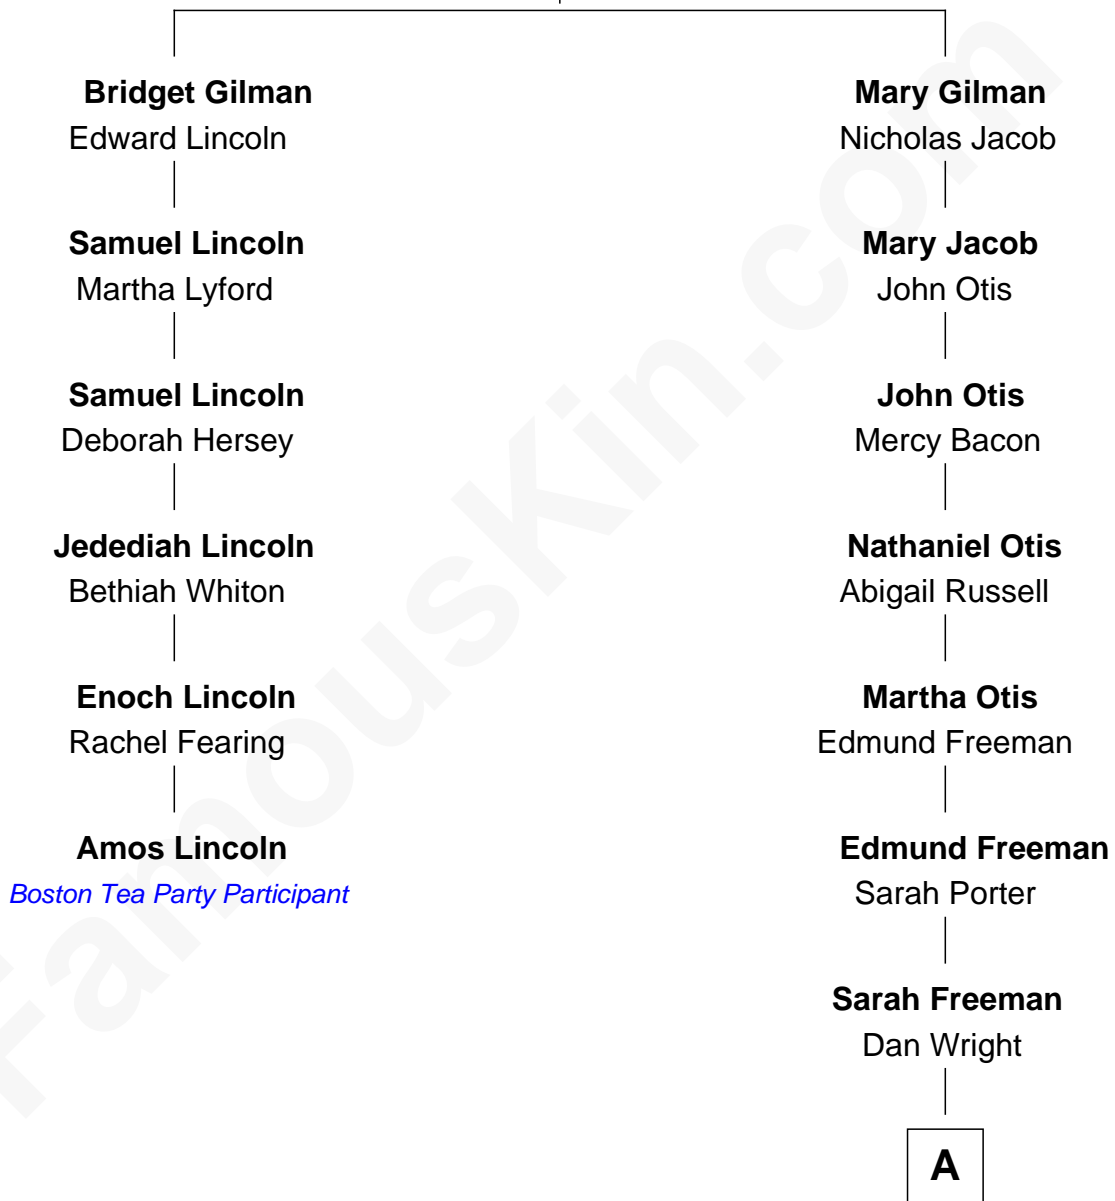 Bridget Gilman
Edward Lincoln
Mary Gilman
Nicholas Jacob
Samuel Lincoln
Martha Lyford
Mary Jacob
John Otis
Samuel Lincoln
Deborah Hersey
John Otis
Mercy Bacon
Jedediah Lincoln
Bethiah Whiton
Nathaniel Otis
Abigail Russell
Enoch Lincoln
Rachel Fearing
Martha Otis
Edmund Freeman
Amos Lincoln
Boston Tea Party Participant
Edmund Freeman
Sarah Porter
Sarah Freeman
Dan Wright
A
FamousKin.com